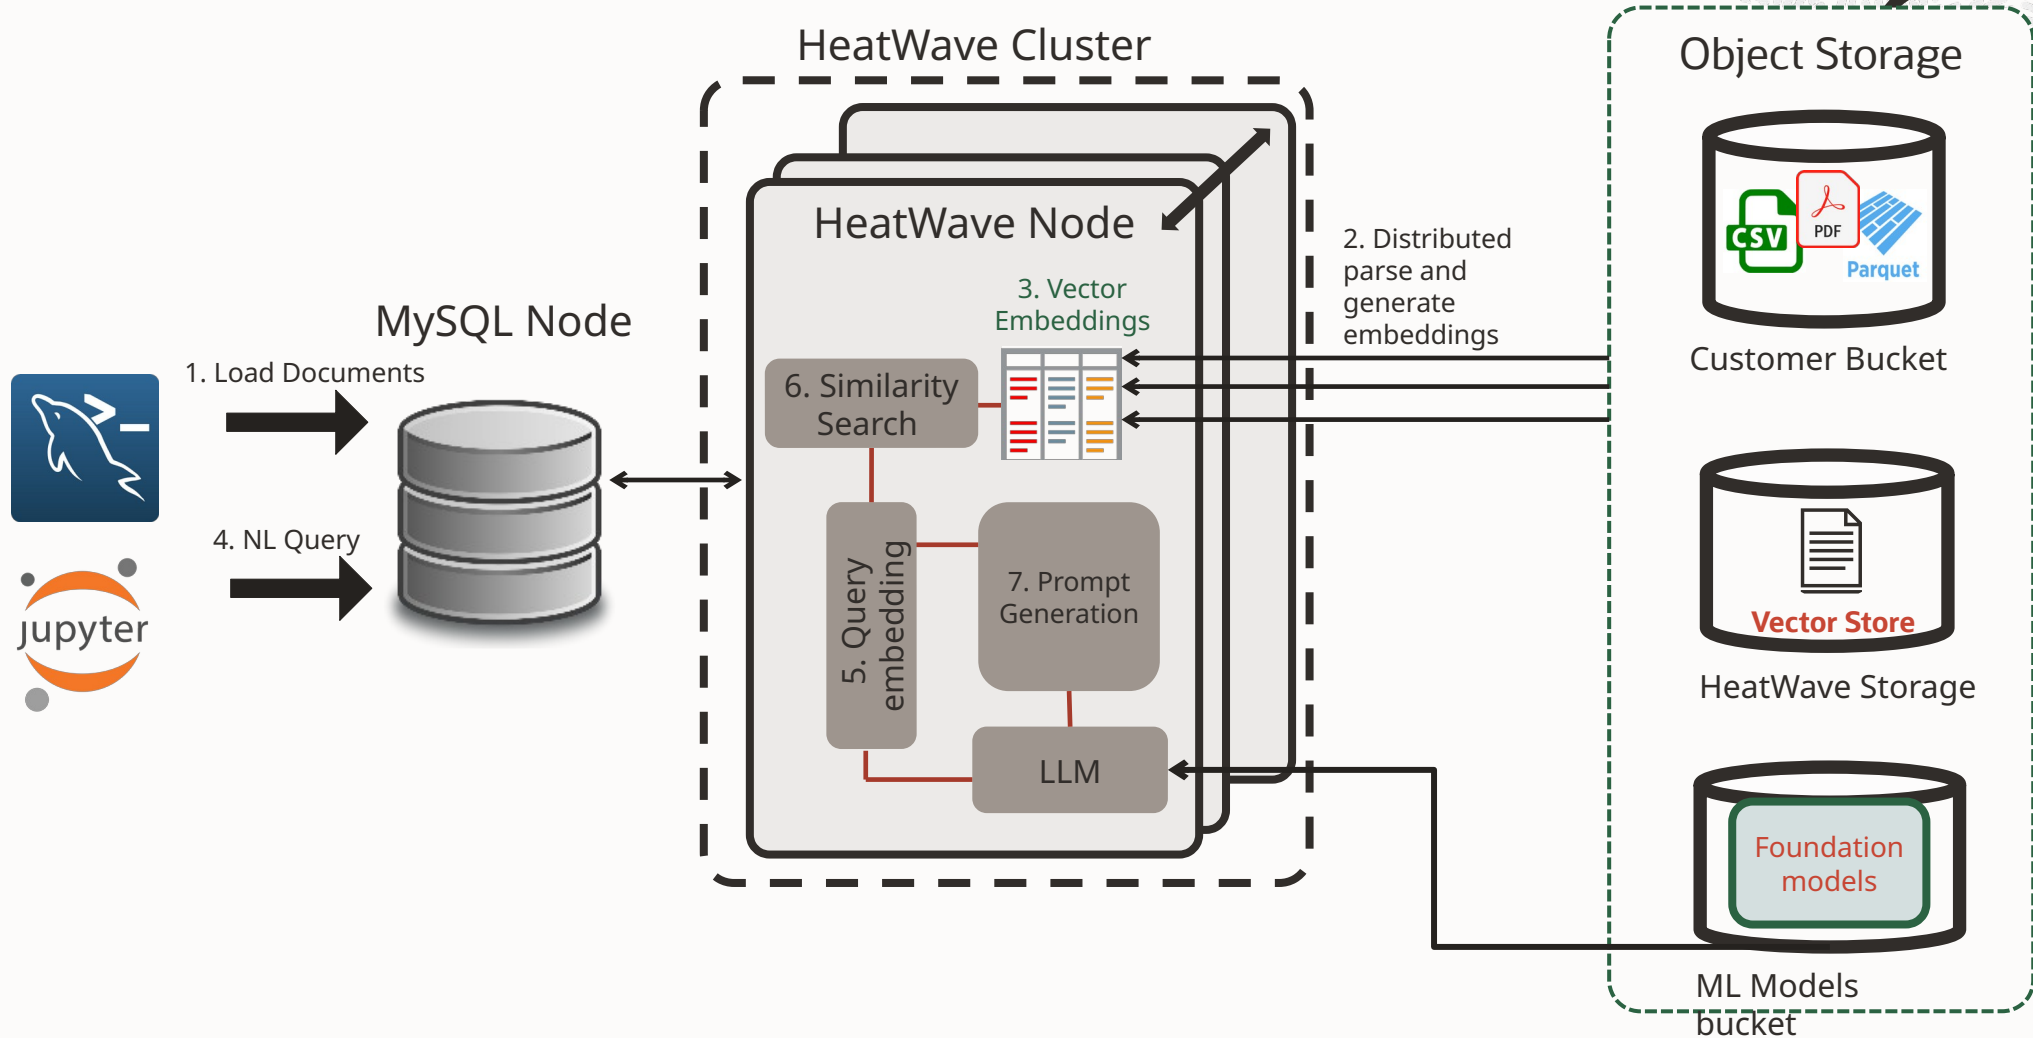 HeatWave Cluster
Object Storage
HeatWave Node
CSV
PDF
Parquet
2. Distributed
parse and
generate
embeddings
3. Vector
Embeddings
MySQL Node
Customer Bucket
1. Load Documents
6. Similarity
Search
>_
4. NL Query
5. Query
embedding
7. Prompt
Generation
jupyter
Vector Store
HeatWave Storage
LLM
Foundation
models
ML Models
bucket